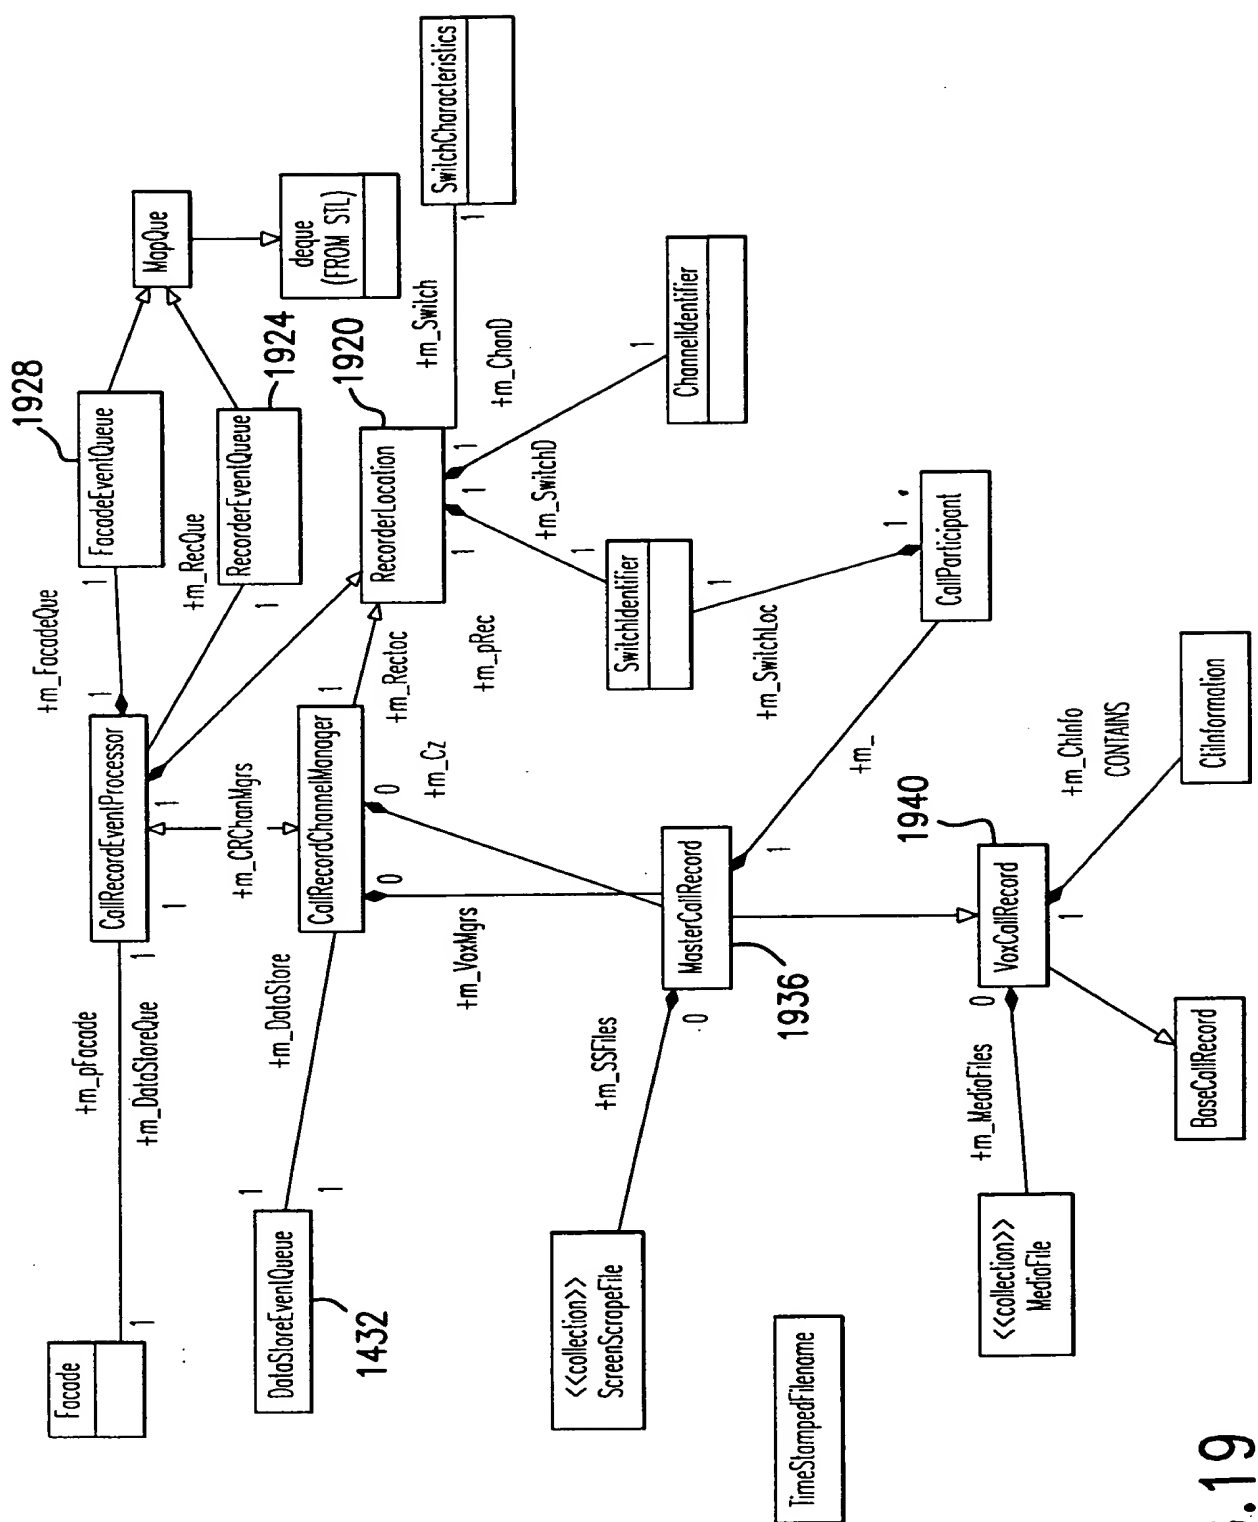 Facade
1
+m_pFacade
+m_DataStoreQue
1
1
CallRecordEventProcessor
1
1
+m_FacadeQue
1
FacadeEventQueue
1928
MapQue
deque
(FROM STL)
+m_RecQue
1
RecorderEventQueue
1924
+m_CRChanMgrs
DataStoreEventQueue
1432
1
1
+m_DataStore
CallRecordChannelManager
1
0
0
+m_Recloc
+m_Cz
+m_pRec
RecorderLocation
1920
1
1
1
+m_Switch
1
SwitchCharacteristics
+m_ChanD
1
ChannelIdentifier
+m_SwitchD
1
SwitchIdentifier
1
+m_SwitchLoc
1
CallParticipant
+m_VoxMgrs
<<collection>>
ScreenScrapeFile
+m_SSFiles
.0
MasterCallRecord
1936
1
+m_
TimeStampedFilename
<<collection>>
MediaFile
+m_MediaFiles
0
VoxCallRecord
1940
1
+m_ChInfo
CONTAINS
CtiInformation
BaseCallRecord
.19